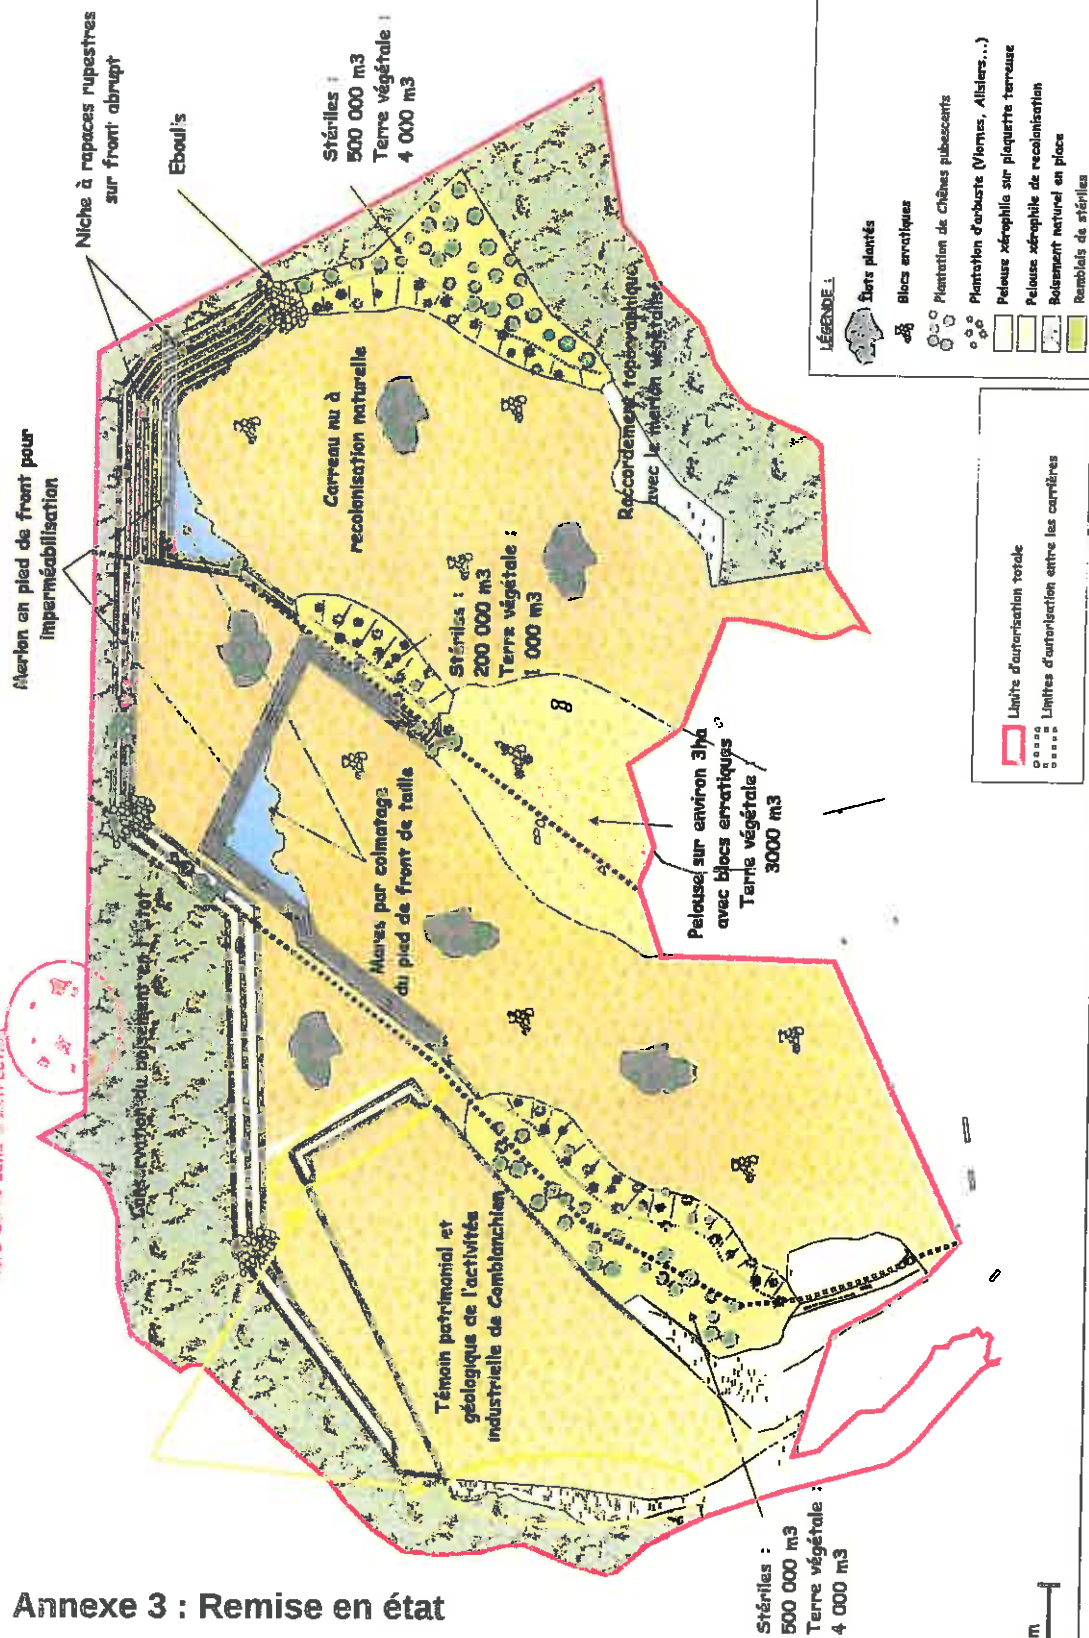 Annexe 3 : Remise en état
Merlon en pied de front pour
imperméabilisation
Niche à rapaces rupestres
sur front abrupt
Eboulis
Stériles :
500 000 m3
Terre végétale :
4 000 m3
Conservation du boisement en état
Carreau nu à
recolonisation naturelle
Stériles :
200 000 m3
Terre végétale :
1 000 m3
Raccordement topographique
avec le merlon végétalisé
Mares par colmatage
du pied de front de taille
Pelouse sur environ 3ha
avec blocs erratiques
Terre végétale
3000 m3
Témoin patrimonial et
géologique de l'activités
industrielle de Comblanchien
Stériles :
500 000 m3
Terre végétale :
4 000 m3
LÉGENDE :
Îlots plantés
Blocs erratiques
Plantation de Chênes pubescents
Plantation d'arbuste (Viornes, Alisiers,...)
Pelouse xérophile sur plaquette terreuse
Pelouse xérophile de recolonisation
Boisement naturel en place
Remblais de stériles
Limite d'autorisation totale
Limites d'autorisation entre les carrières
m